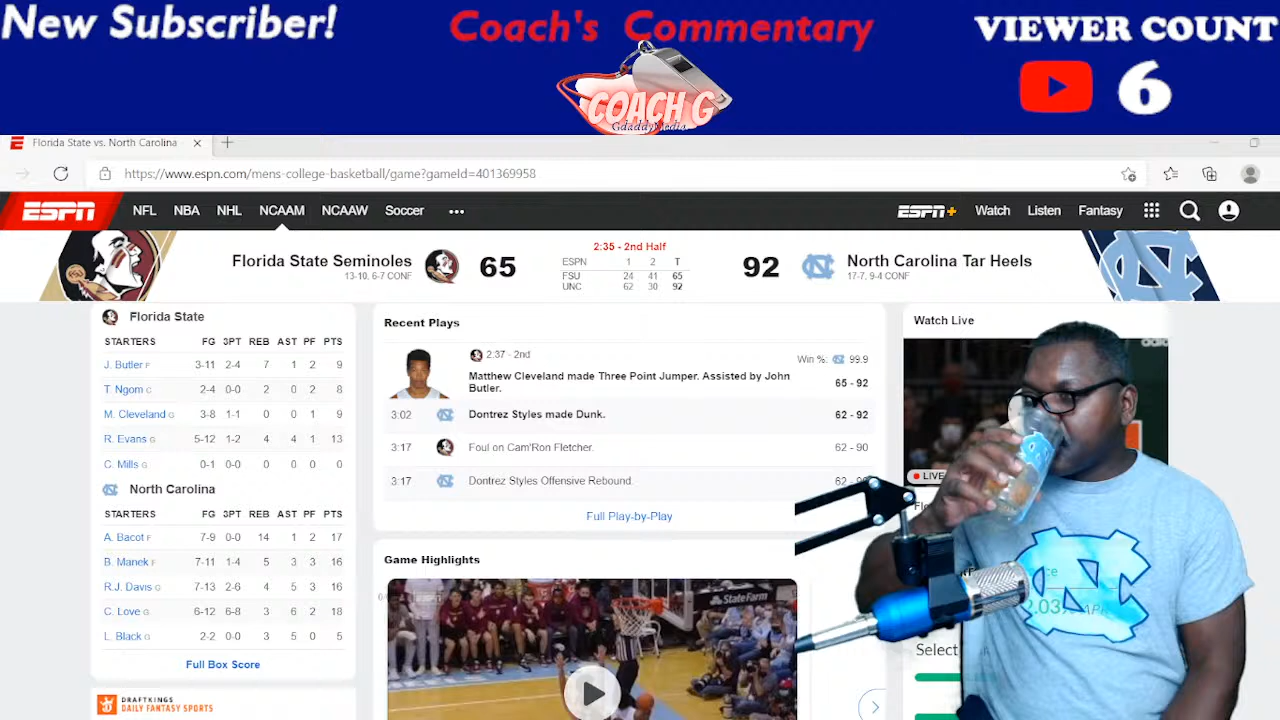 New Subscriber!
Coach's Commentary
VIEWER COUNT
COACH G
GdaddyMedia
6
Florida State vs. North Carolina
https://www.espn.com/mens-college-basketball/game?gameId=401369958
ESPN NFL NBA NHL NCAAM NCAAW Soccer ••• ESPN+ Watch Listen Fantasy
2:35 - 2nd Half
Florida State Seminoles 65
13-10, 6-7 CONF
ESPN 1 2 T
FSU 24 41 65
UNC 62 30 92
92 North Carolina Tar Heels
17-7, 9-4 CONF
Florida State
STARTERS FG 3PT REB AST PF PTS
J. Butler F 3-11 2-4 7 1 2 9
T. Ngom C 2-4 0-0 2 0 2 8
M. Cleveland G 3-8 1-1 0 0 1 9
R. Evans G 5-12 1-2 4 4 1 13
C. Mills G 0-1 0-0 0 0 0 0
North Carolina
STARTERS FG 3PT REB AST PF PTS
A. Bacot F 7-9 0-0 14 1 2 17
B. Manek F 7-11 1-4 5 3 3 16
R.J. Davis G 7-13 2-6 4 5 3 16
C. Love G 6-12 6-8 3 6 2 18
L. Black G 2-2 0-0 3 5 0 5
Full Box Score
DRAFTKINGS
DAILY FANTASY SPORTS
Recent Plays
2:37 - 2nd
Win %: 99.9
Matthew Cleveland made Three Point Jumper. Assisted by John
Butler.
65 - 92
3:02 Dontrez Styles made Dunk. 62 - 92
3:17 Foul on Cam'Ron Fletcher. 62 - 90
3:17 Dontrez Styles Offensive Rebound. 62
Full Play-by-Play
Game Highlights
State Farm
Watch Live
LIVE
Select